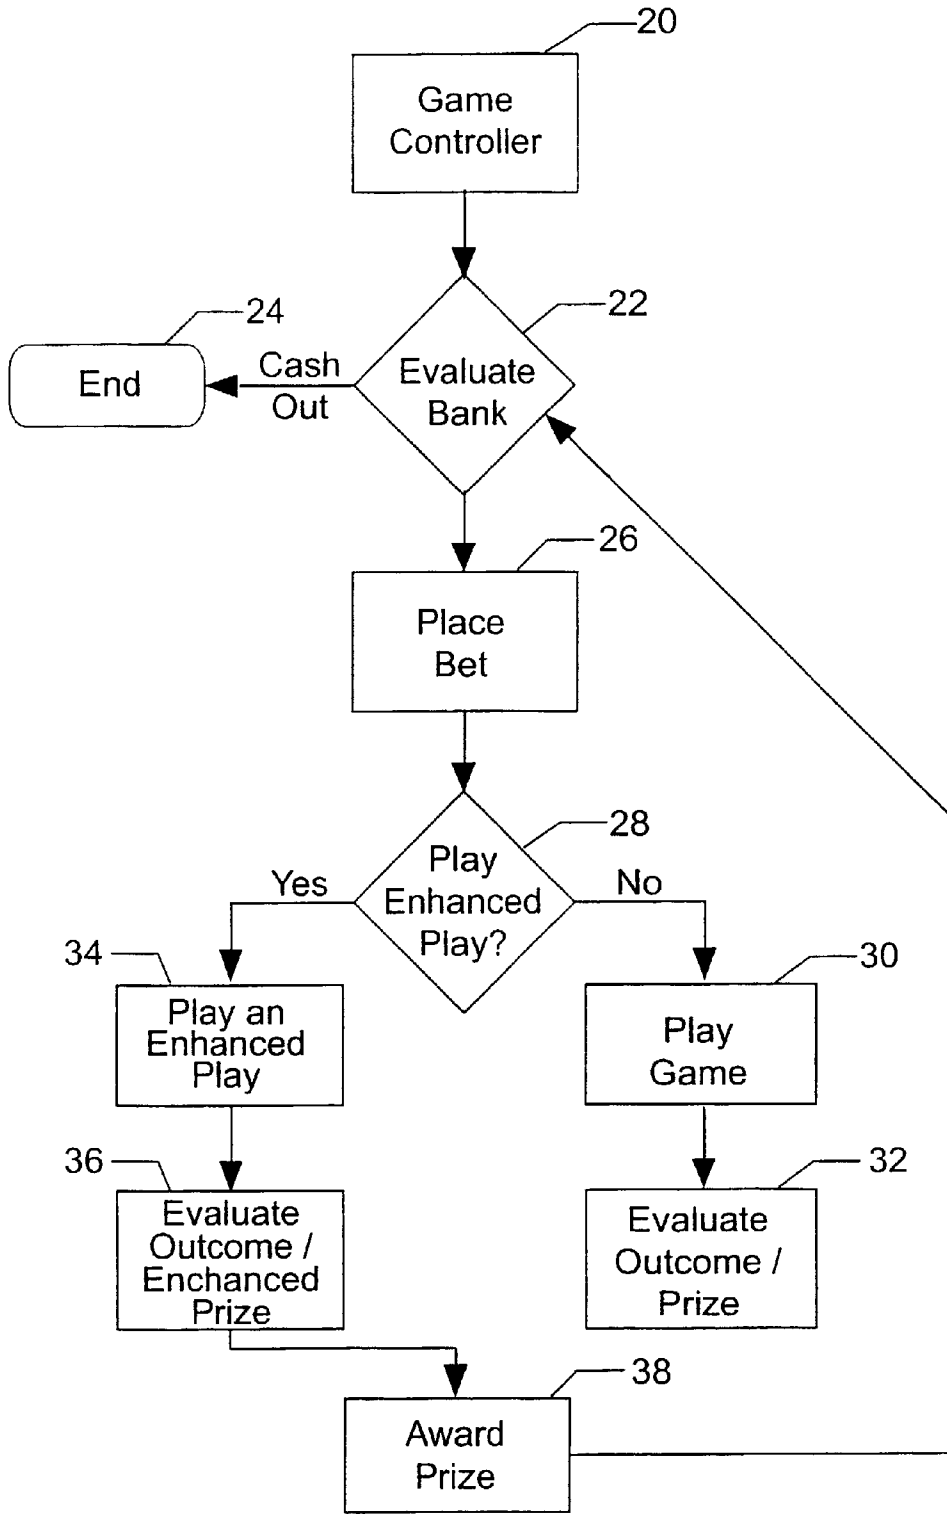 20
Game
Controller
22
24
End
Cash
Out
Evaluate
Bank
26
Place
Bet
28
Play
Enhanced
Play?
Yes
No
34
Play an
Enhanced
Play
30
Play
Game
36
Evaluate
Outcome /
Enchanced
Prize
32
Evaluate
Outcome /
Prize
38
Award
Prize